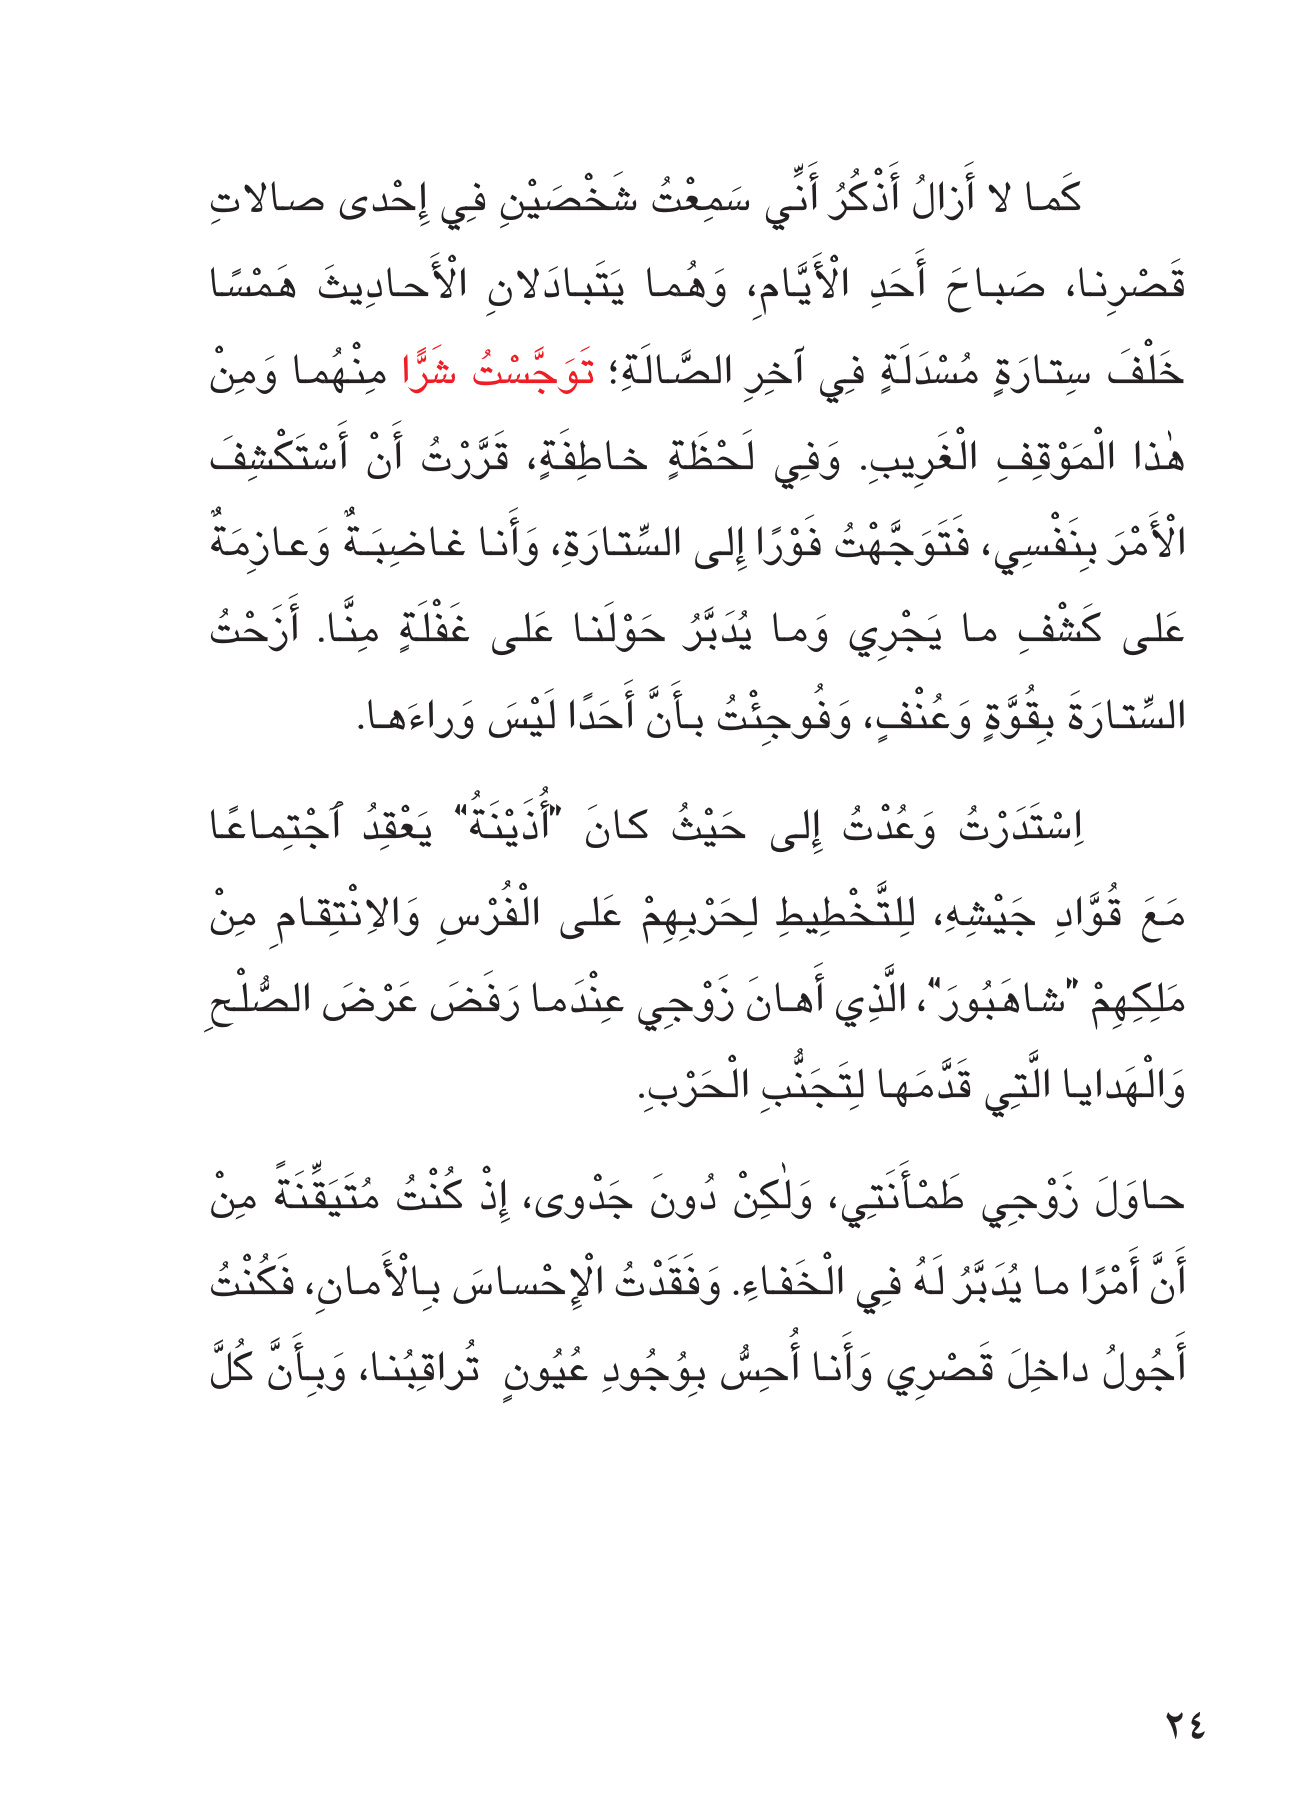 كَما لا أَزالُ أَذْكُرُ أَنِّي سَمِعْتُ شَخْصَيْنِ فِي إِحْدى صالاتِ
قَصْرِنا، صَباحَ أَحَدِ الْأَيَّامِ، وَهُما يَتَبادَلانِ الْأَحادِيثَ هَمْسًا
خَلْفَ سِتارَةٍ مُسْدَلَةٍ فِي آخِرِ الصَّالَةِ؛ تَوَجَّسْتُ شَرًّا مِنْهُما وَمِنْ
هٰذا الْمَوْقِفِ الْغَرِيبِ. وَفِي لَحْظَةٍ خاطِفَةٍ، قَرَّرْتُ أَنْ أَسْتَكْشِفَ
الْأَمْرَ بِنَفْسِي، فَتَوَجَّهْتُ فَوْرًا إِلى السِّتارَةِ، وَأَنا غاضِبَةٌ وَعازِمَةٌ
عَلى كَشْفِ ما يَجْرِي وَما يُدَبَّرُ حَوْلَنا عَلى غَفْلَةٍ مِنَّا. أَزَحْتُ
السِّتارَةَ بِقُوَّةٍ وَعُنْفٍ، وَفُوجِئْتُ بأَنَّ أَحَدًا لَيْسَ وَراءَها.
اِسْتَدَرْتُ وَعُدْتُ إِلى حَيْثُ كانَ "أُذَيْنَةُ" يَعْقِدُ ٱجْتِماعًا
مَعَ قُوَّادِ جَيْشِهِ، لِلتَّخْطِيطِ لِحَرْبِهِمْ عَلى الْفُرْسِ وَالاِنْتِقامِ مِنْ
مَلِكِهِمْ "شاهَبُورَ"، الَّذِي أَهانَ زَوْجِي عِنْدَما رَفَضَ عَرْضَ الصُّلْحِ
وَالْهَدايا الَّتِي قَدَّمَها لِتَجَنُّبِ الْحَرْبِ.
حاوَلَ زَوْجِي طَمْأَنَتِي، وَلٰكِنْ دُونَ جَدْوى، إِذْ كُنْتُ مُتَيَقِّنَةً مِنْ
أَنَّ أَمْرًا ما يُدَبَّرُ لَهُ فِي الْخَفاءِ. وَفَقَدْتُ الْإِحْساسَ بِالْأَمانِ، فَكُنْتُ
أَجُولُ داخِلَ قَصْرِي وَأَنا أُحِسُّ بِوُجُودِ عُيُونٍ تُراقِبُنا، وَبِأَنَّ كُلَّ
٢٤